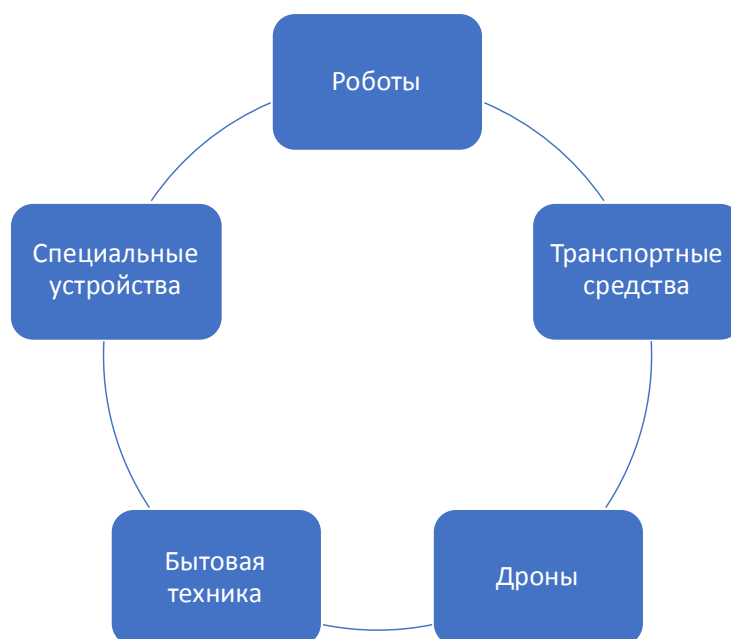 Роботы
Специальные
устройства
Транспортные
средства
Бытовая
техника
Дроны